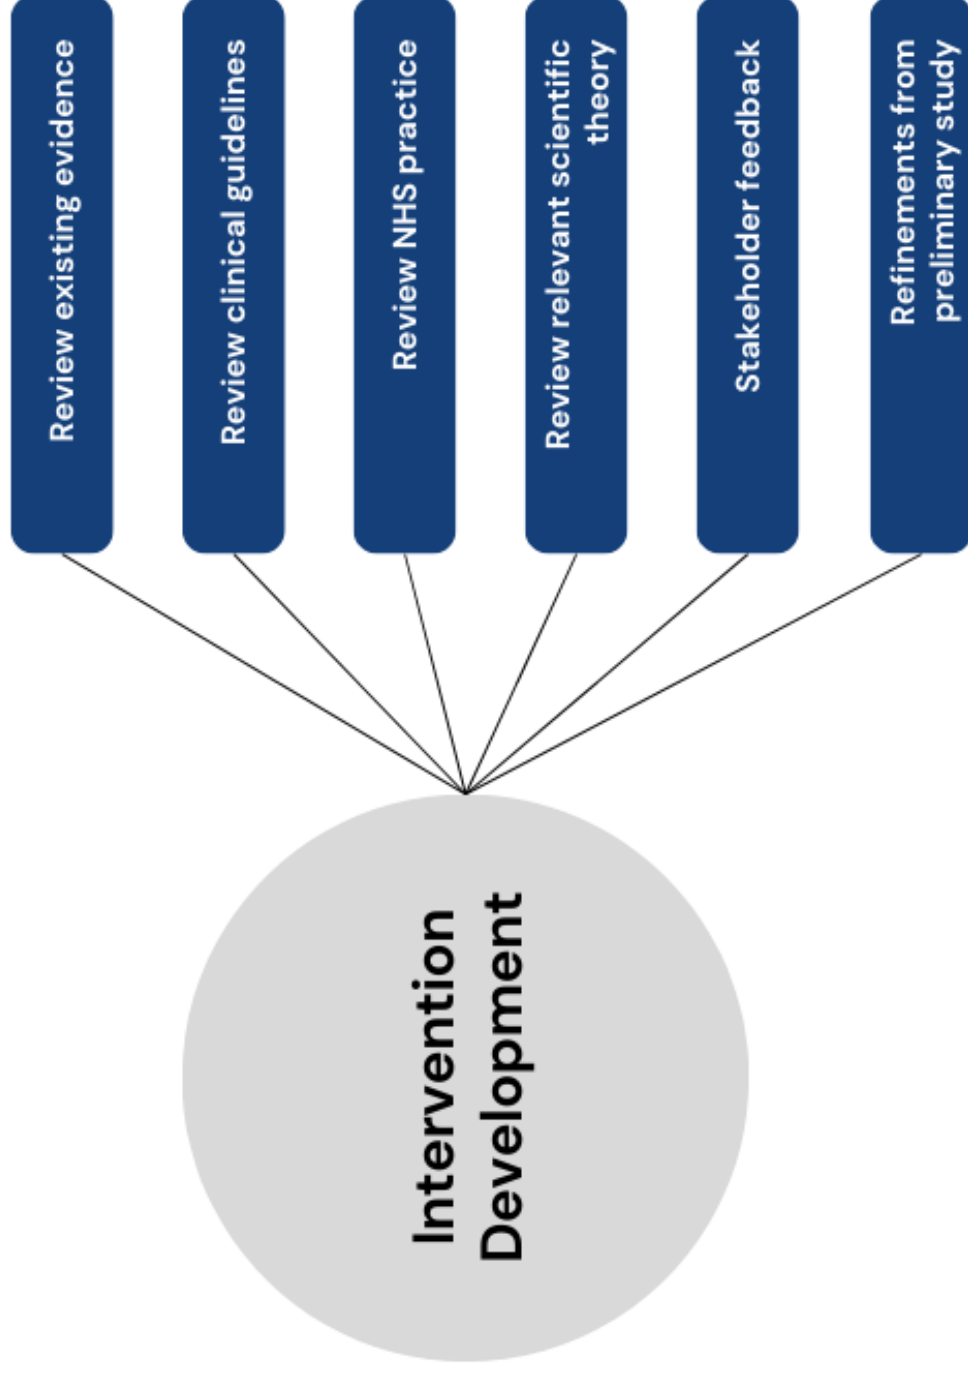 Intervention
Development
Review existing evidence
Review clinical guidelines
Review NHS practice
Review relevant scientific
theory
Stakeholder feedback
Refinements from
preliminary study